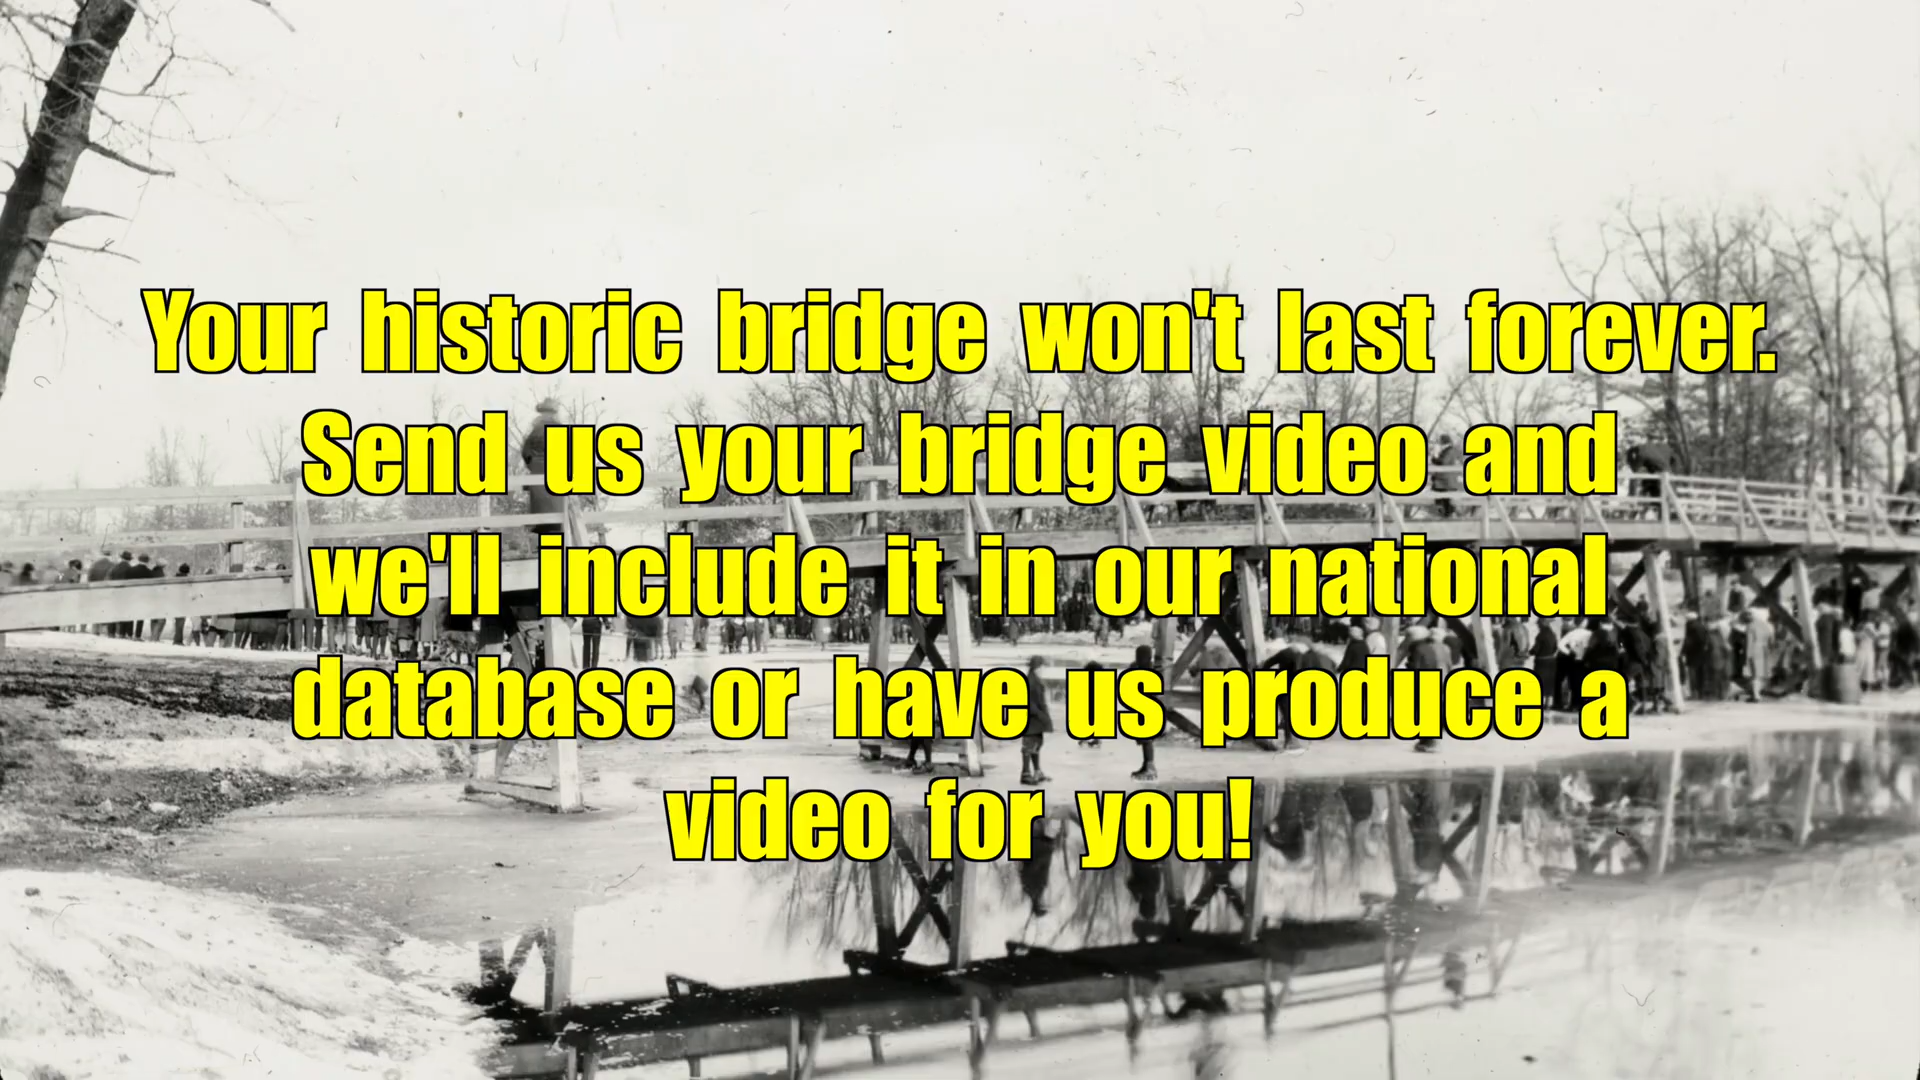 Your historic bridge won't last forever.
Send us your bridge video and
we'll include it in our national
database or have us produce a
video for you!